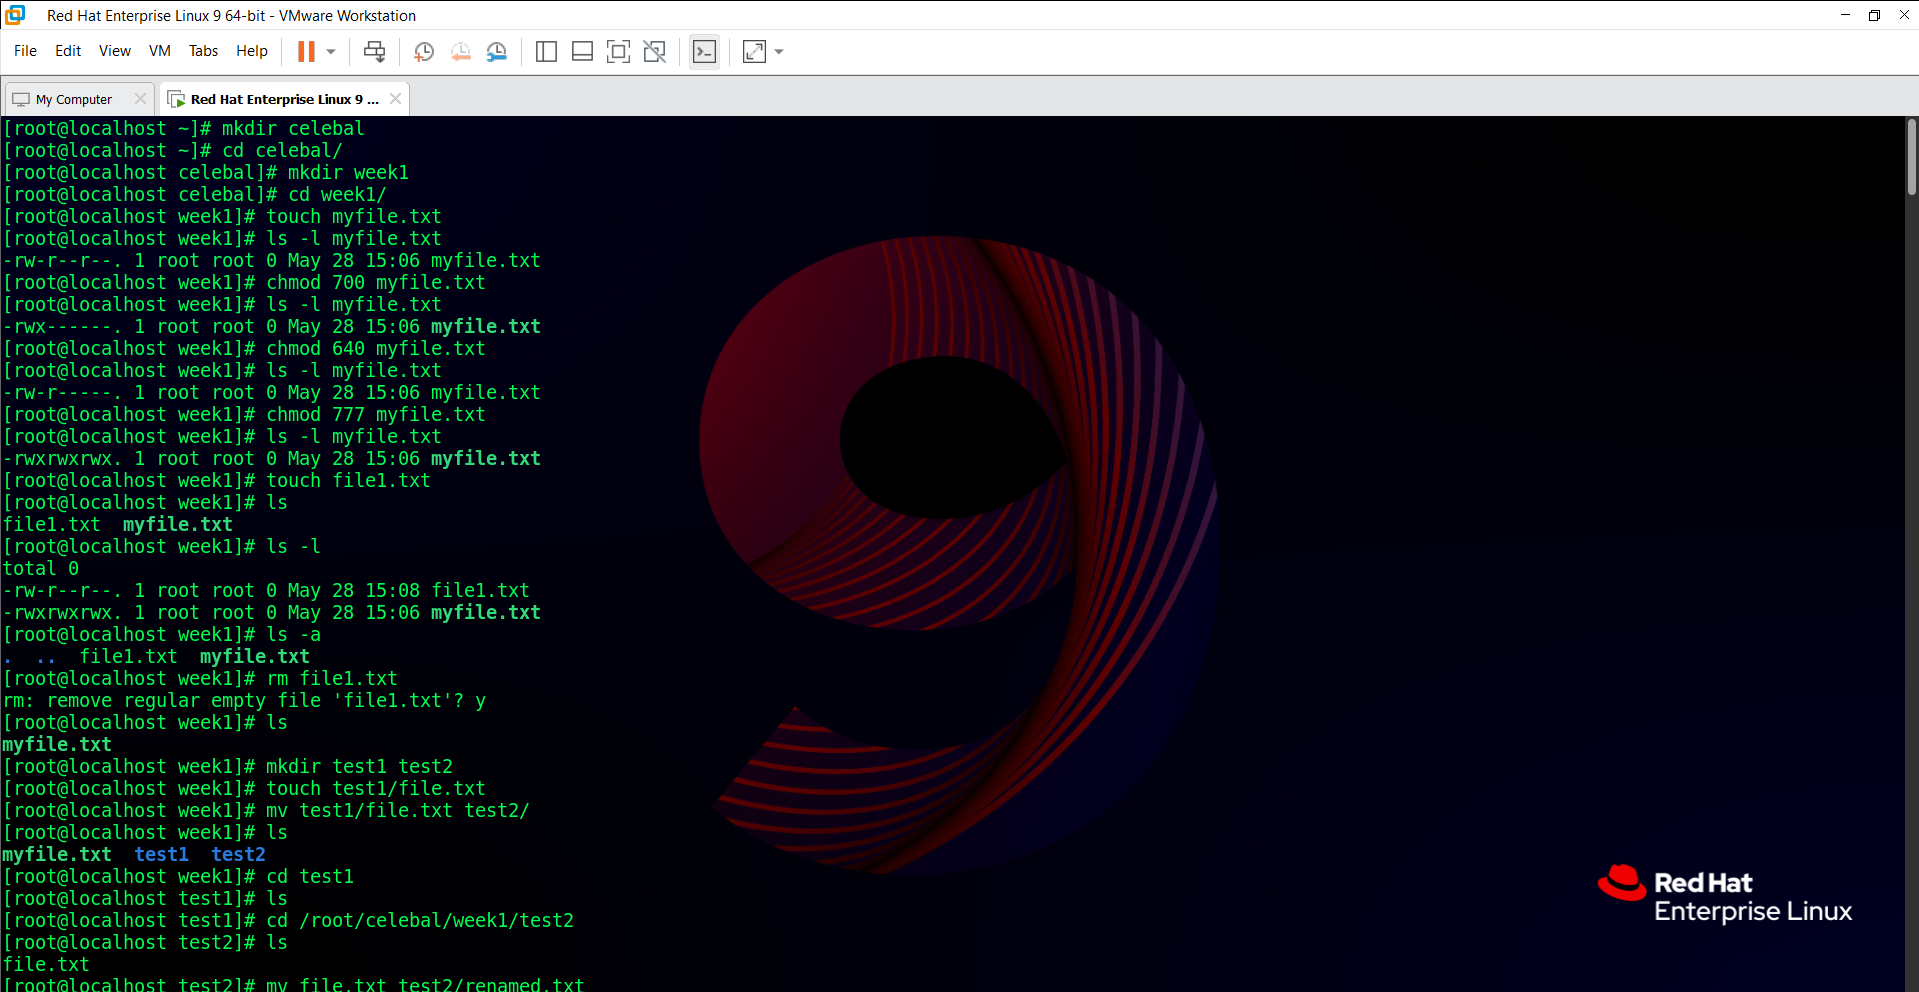 Red Hat Enterprise Linux 9 64-bit - VMware Workstation
File Edit View VM Tabs Help
My Computer Red Hat Enterprise Linux 9 ...
[root@localhost ~]# mkdir celebal
[root@localhost ~]# cd celebal/
[root@localhost celebal]# mkdir week1
[root@localhost celebal]# cd week1/
[root@localhost week1]# touch myfile.txt
[root@localhost week1]# ls -l myfile.txt
-rw-r--r--. 1 root root 0 May 28 15:06 myfile.txt
[root@localhost week1]# chmod 700 myfile.txt
[root@localhost week1]# ls -l myfile.txt
-rwx------. 1 root root 0 May 28 15:06 myfile.txt
[root@localhost week1]# chmod 640 myfile.txt
[root@localhost week1]# ls -l myfile.txt
-rw-r-----. 1 root root 0 May 28 15:06 myfile.txt
[root@localhost week1]# chmod 777 myfile.txt
[root@localhost week1]# ls -l myfile.txt
-rwxrwxrwx. 1 root root 0 May 28 15:06 myfile.txt
[root@localhost week1]# touch file1.txt
[root@localhost week1]# ls
file1.txt  myfile.txt
[root@localhost week1]# ls -l
total 0
-rw-r--r--. 1 root root 0 May 28 15:08 file1.txt
-rwxrwxrwx. 1 root root 0 May 28 15:06 myfile.txt
[root@localhost week1]# ls -a
.  ..  file1.txt  myfile.txt
[root@localhost week1]# rm file1.txt
rm: remove regular empty file 'file1.txt'? y
[root@localhost week1]# ls
myfile.txt
[root@localhost week1]# mkdir test1 test2
[root@localhost week1]# touch test1/file.txt
[root@localhost week1]# mv test1/file.txt test2/
[root@localhost week1]# ls
myfile.txt  test1  test2
[root@localhost week1]# cd test1
[root@localhost test1]# ls
[root@localhost test1]# cd /root/celebal/week1/test2
[root@localhost test2]# ls
file.txt
[root@localhost test2]# mv file.txt test2/renamed.txt
9
Red Hat
Enterprise Linux